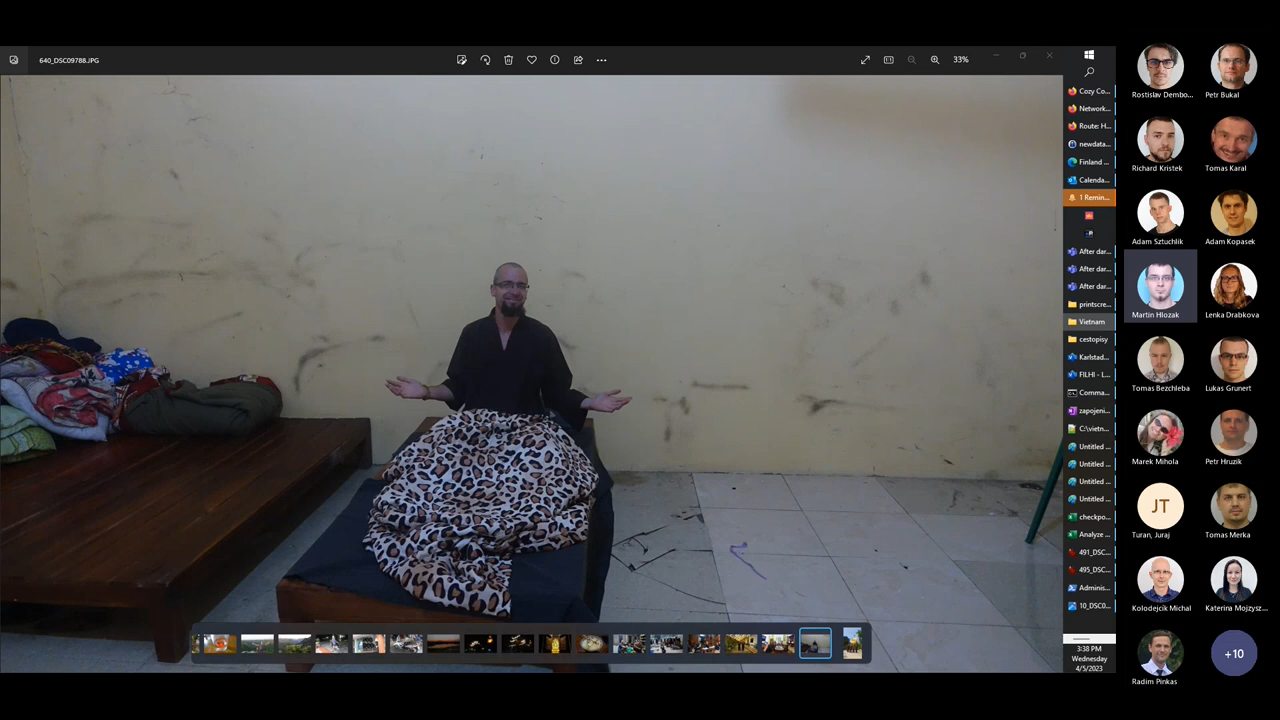 640_DSC09788.JPG
33%
Cozy Co...
Network...
Route: H...
newdata...
Finland ...
Calenda...
1 Remin...
After dar...
After dar...
After dar...
printscre...
Vietnam
cestopisy
Karlstad...
FILHI - L...
Comma...
zapojeni...
C:\vietn...
Untitled ...
Untitled ...
Untitled ...
Untitled ...
checkpo...
Analyze ...
491_DSC...
495_DSC...
Adminis...
10_DSC0...
3:38 PM
Wednesday
4/5/2023
Rostislav Dembo...
Petr Bukal
Richard Kristek
Tomas Karal
Adam Sztuchlik
Adam Kopasek
Martin Hlozak
Lenka Drabkova
Tomas Bezchleba
Lukas Grunert
Marek Mihola
Petr Hruzik
JT
Turan, Juraj
Tomas Merka
Kolodejcik Michal
Katerina Mojzysz...
Radim Pinkas
+10